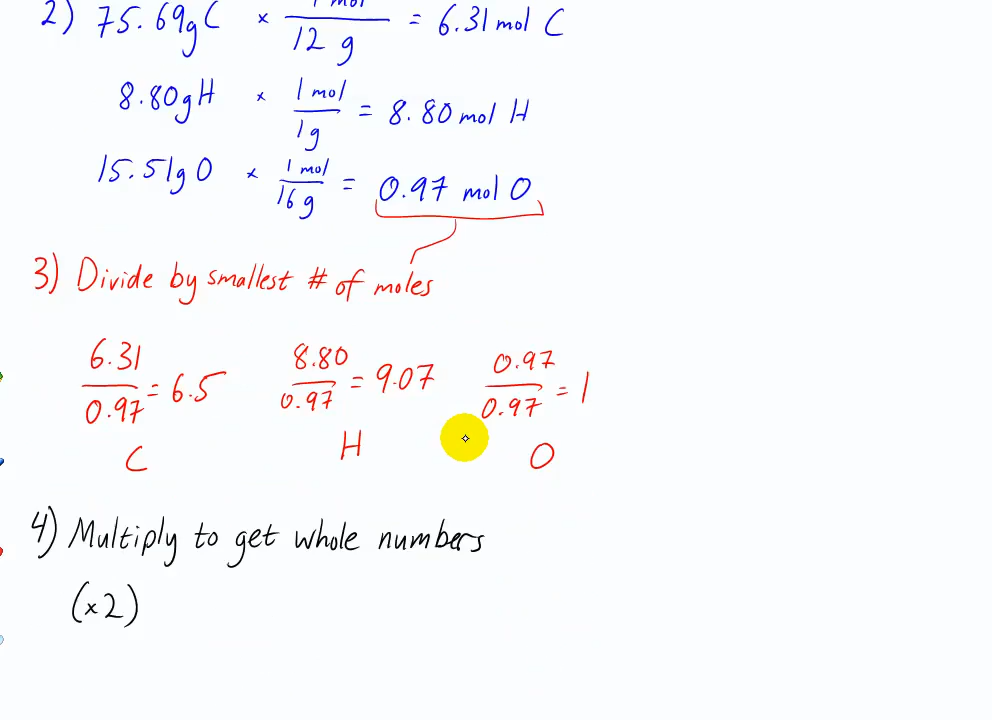 2) 75.69g C × 1 mol / 12 g = 6.31 mol C
8.80g H × 1 mol / 1g = 8.80 mol H
15.51g O × 1 mol / 16g = 0.97 mol O
3) Divide by smallest # of moles
6.31 / 0.97 = 6.5 8.80 / 0.97 = 9.07 0.97 / 0.97 = 1
C H O
4) Multiply to get whole numbers
(×2)